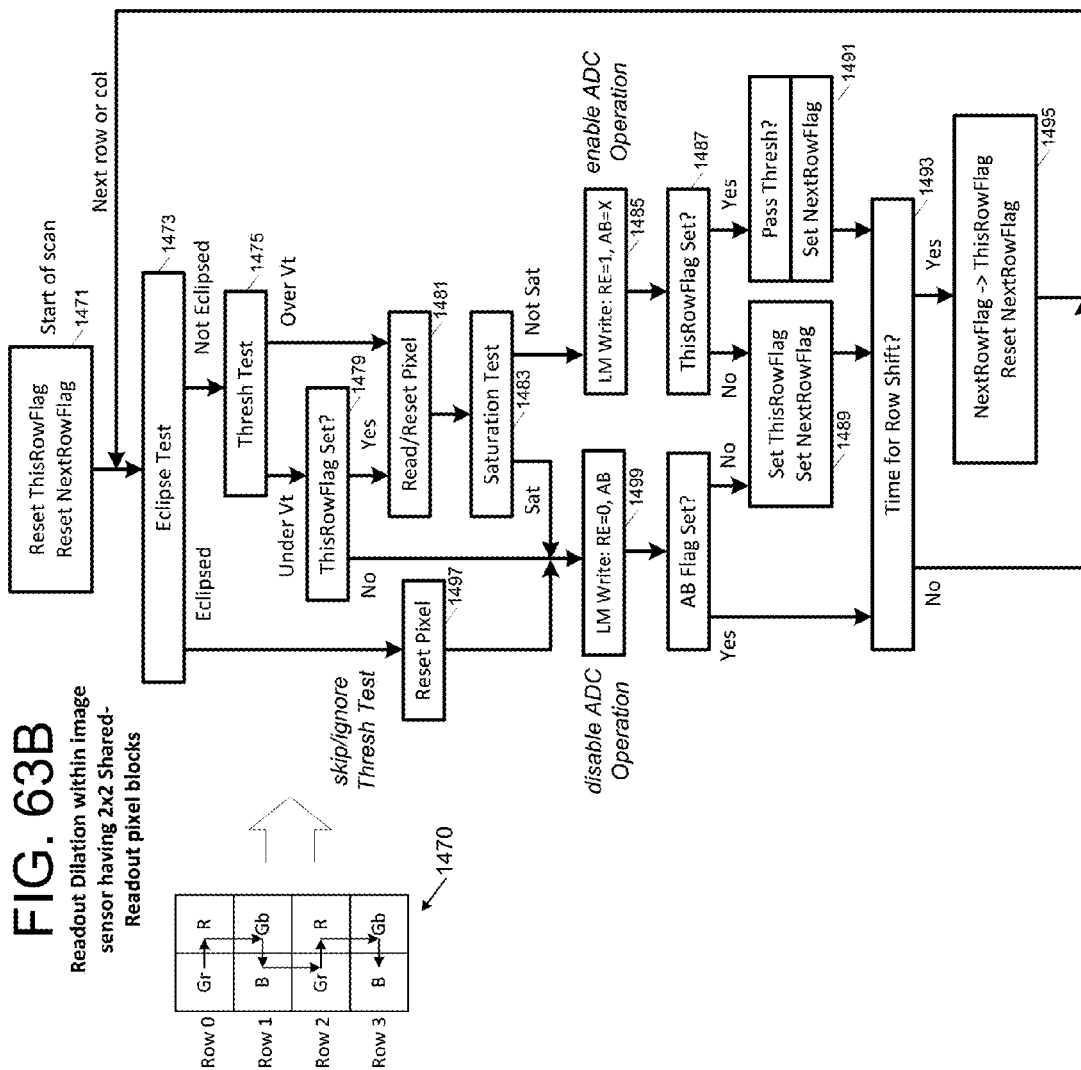 FIG. 63B
Readout Dilation within image
sensor having 2x2 Shared-
Readout pixel blocks
Row 0
Row 1
Row 2
Row 3
Gr
R
B
Gb
Gr
R
B
Gb
1470
Start of scan
1471
Reset ThisRowFlag
Reset NextRowFlag
Next row or col
1473
Eclipse Test
Eclipsed
Not Eclipsed
1475
Thresh Test
Under Vt
Over Vt
1479
ThisRowFlag Set?
No
Yes
skip/ignore
Thresh Test
1497
Reset Pixel
1481
Read/Reset Pixel
Saturation Test
1483
Sat
Not Sat
disable ADC
Operation
LM Write: RE=0, AB
1499
enable ADC
Operation
LM Write: RE=1, AB=X
1485
AB Flag Set?
Yes
No
ThisRowFlag Set?
1487
No
Yes
Set ThisRowFlag
Set NextRowFlag
1489
Pass Thresh?
Set NextRowFlag
1491
Time for Row Shift?
1493
No
Yes
NextRowFlag -> ThisRowFlag
Reset NextRowFlag
1495